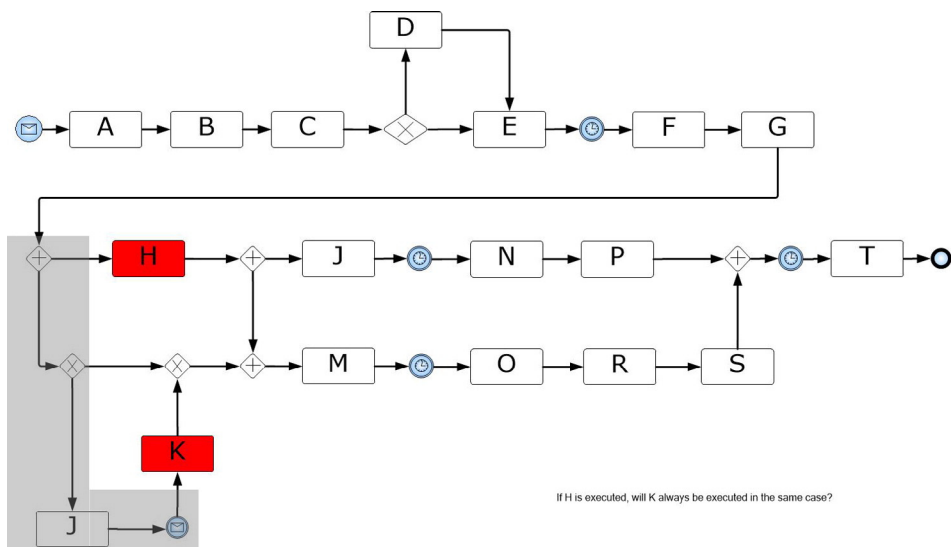 D
A B C E F G
H J N P T
M O R S
K
If H is executed, will K always be executed in the same case?
J